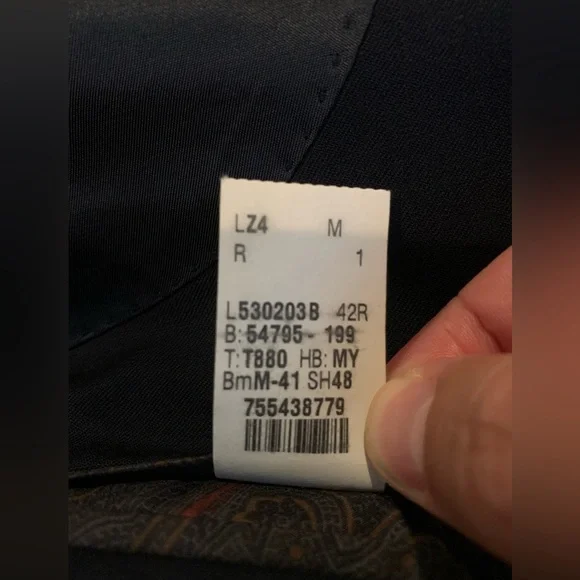 LZ4 M
R 1
L530203B 42R
B: 54795- 199
T: T880 HB: MY
BmM-41 SH48
755438779